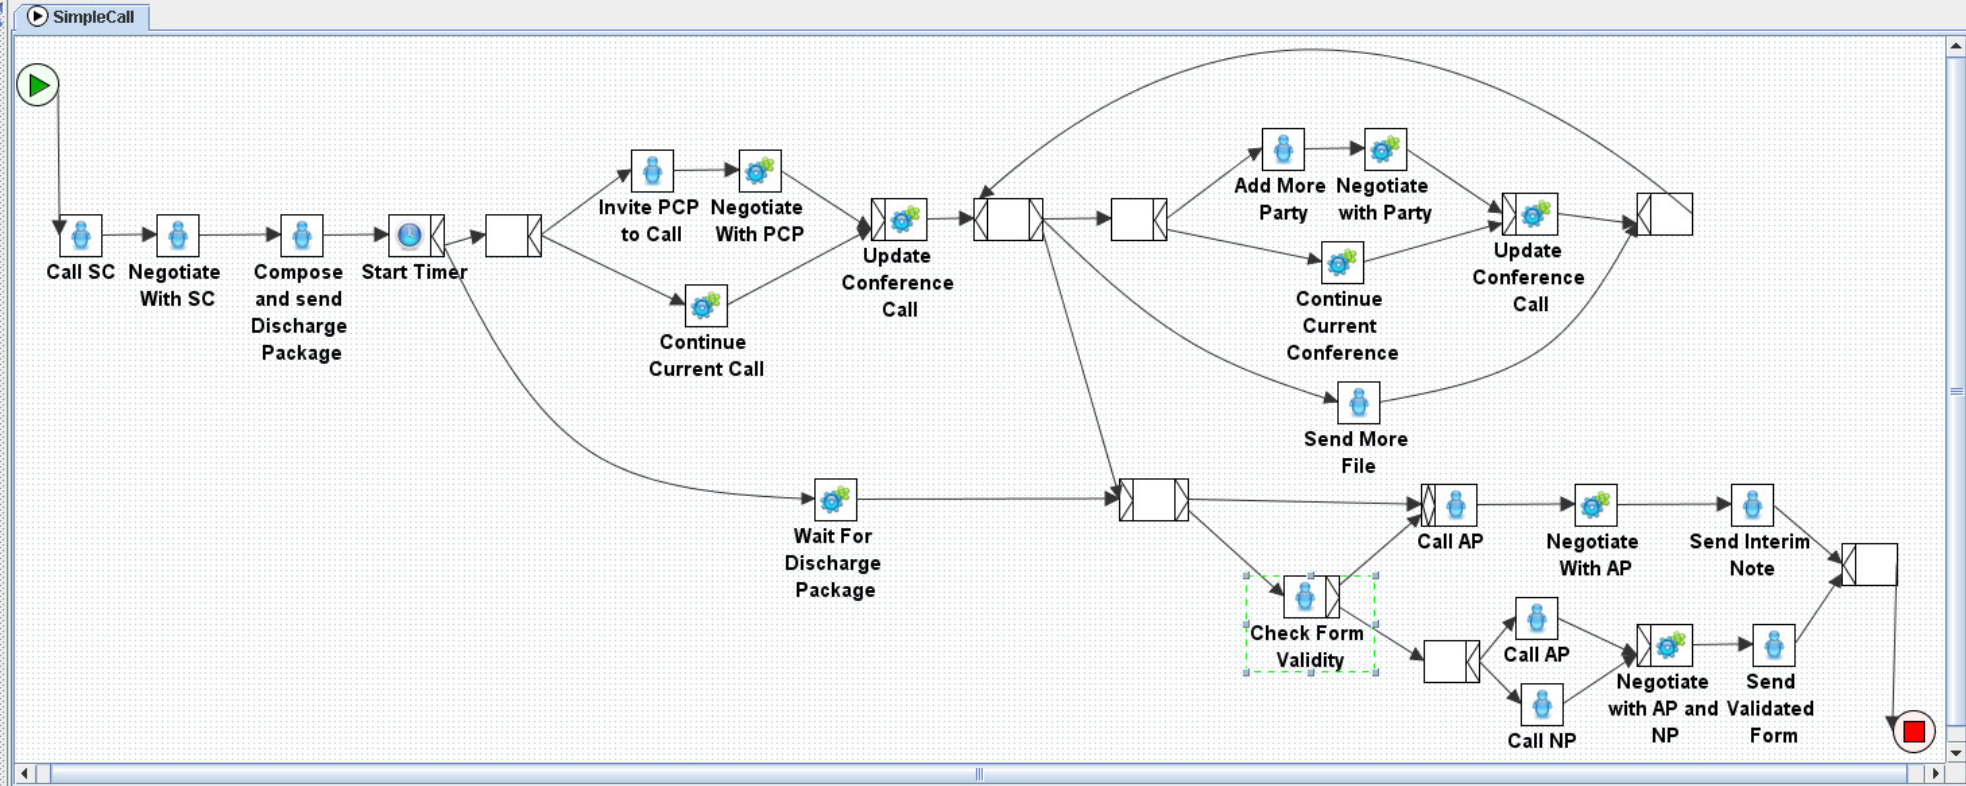 SimpleCall
Call SC
Negotiate
With SC
Compose
and send
Discharge
Package
Start Timer
Invite PCP
to Call
Negotiate
With PCP
Continue
Current Call
Update
Conference
Call
Add More
Party
Negotiate
with Party
Continue
Current
Conference
Update
Conference
Call
Send More
File
Wait For
Discharge
Package
Call AP
Negotiate
With AP
Send Interim
Note
Check Form
Validity
Call AP
Call NP
Negotiate
with AP and
NP
Send
Validated
Form